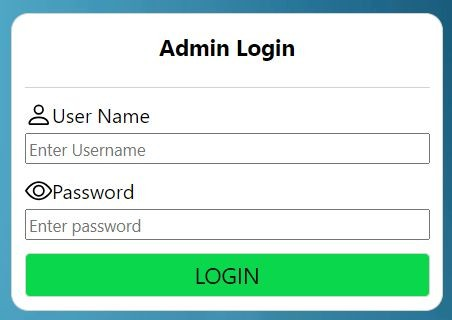 Admin Login
User Name
Enter Username
Password
Enter password
LOGIN